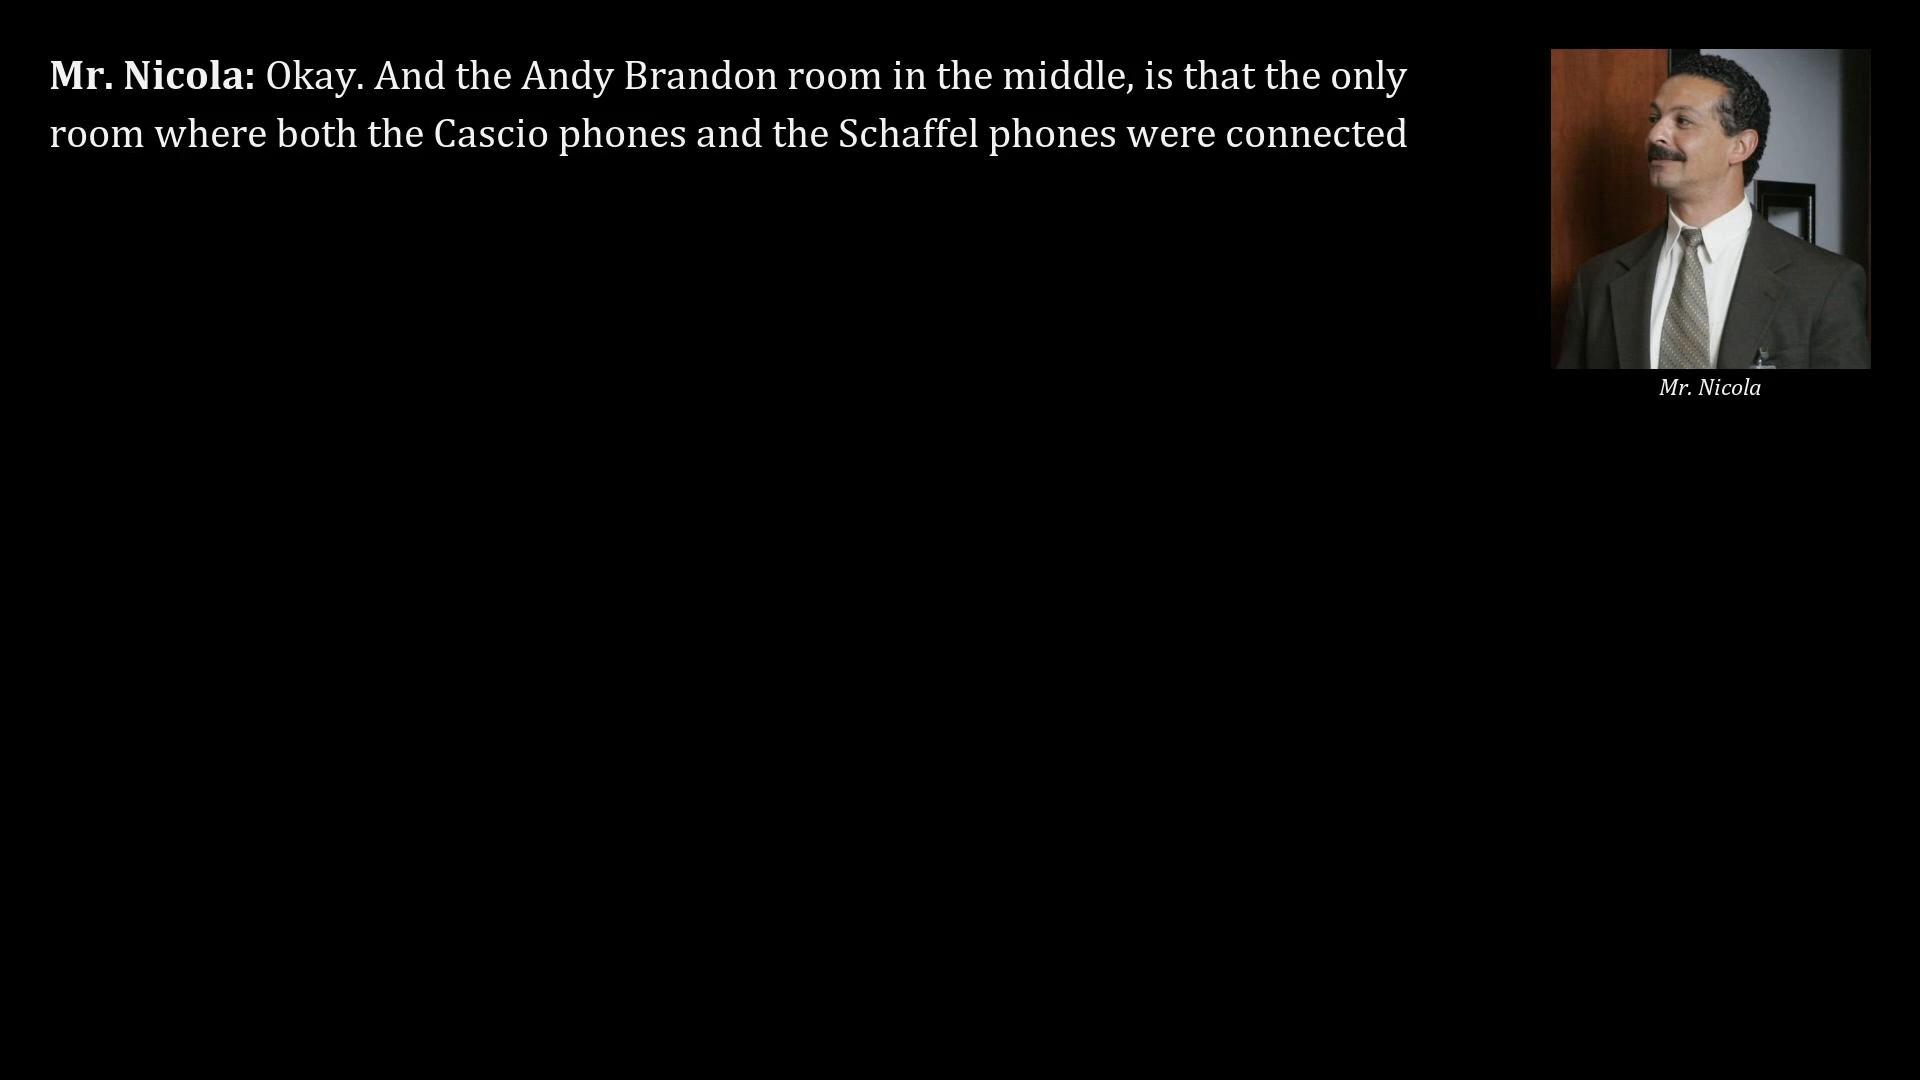 Mr. Nicola: Okay. And the Andy Brandon room in the middle, is that the only
room where both the Cascio phones and the Schaffel phones were connected
Mr. Nicola